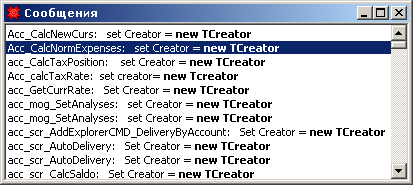 Сообщения
Acc_CalcNewCurs: set Creator = new TCreator
Acc_CalcNormExpenses: set Creator = new TCreator
Acc_CalcTaxPosition: set Creator = new TCreator
Acc_calcTaxRate: set Creator= new TCreator
acc_GetCurrRate: set Creator = new TCreator
acc_mog_SetAnalyses: set Creator = new TCreator
acc_mog_SetAnalyses: set Creator = new TCreator
acc_scr_AddExplorerCMD_DeliveryByAccount: Set Creator = new TCreator
acc_scr_AutoDelivery: Set Creator = new TCreator
acc_scr_AutoDelivery: Set Creator = new TCreator
acc_scr_CalcSaldo: Set Creator = new TCreator